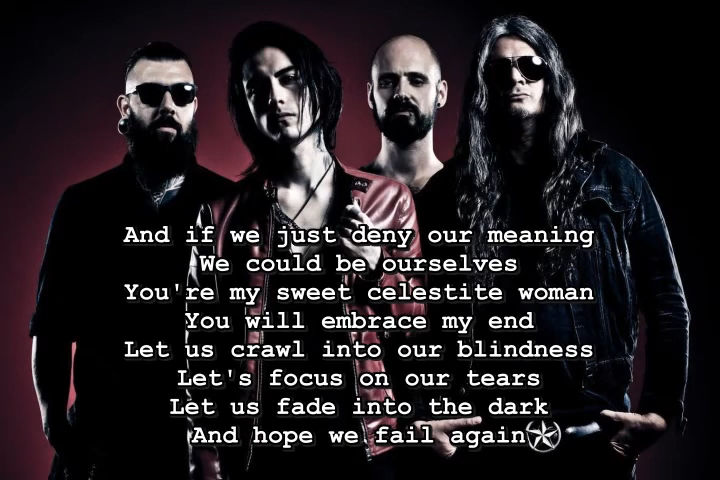 And if we just deny our meaning
We could be ourselves
You're my sweet celestite woman
You will embrace my end
Let us crawl into our blindness
Let's focus on our tears
Let us fade into the dark
And hope we fail again